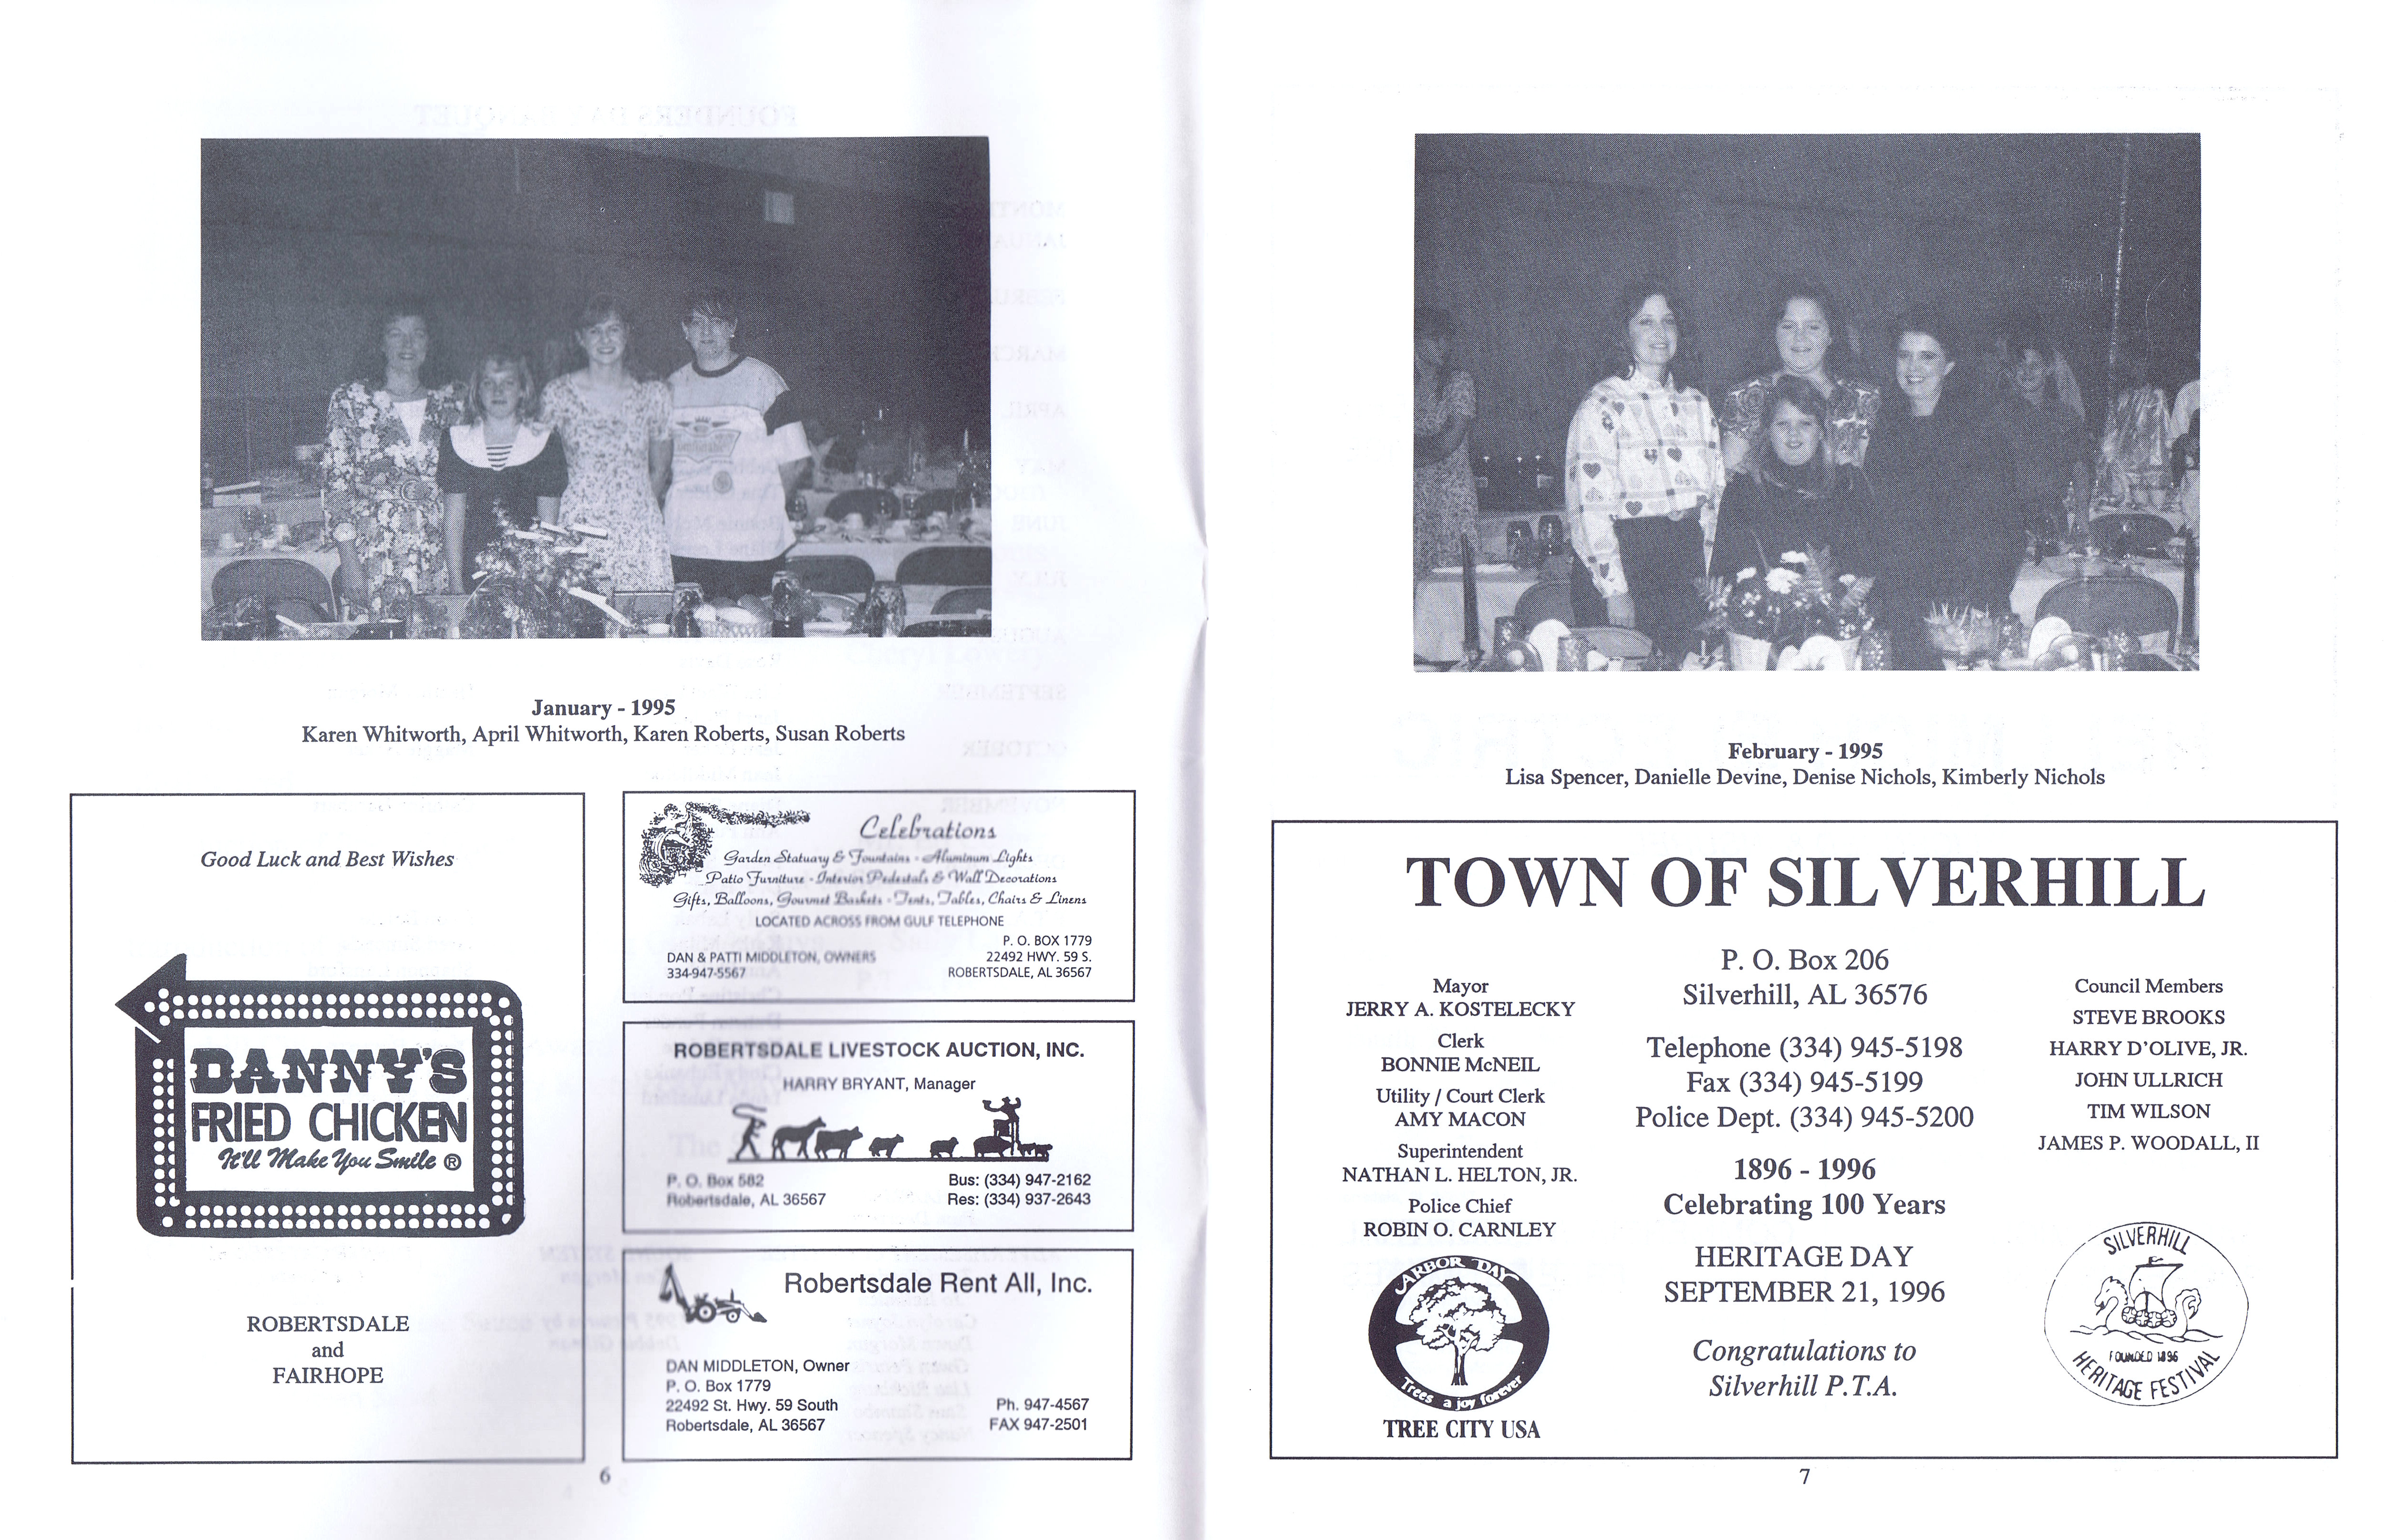 January - 1995
Karen Whitworth, April Whitworth, Karen Roberts, Susan Roberts
Good Luck and Best Wishes
DANNY'S
FRIED CHICKEN
It'll Make You Smile ®
ROBERTSDALE
and
FAIRHOPE
Celebrations
Garden Statuary & Fountains - Aluminum Lights
Patio Furniture - Interior Pedestals & Wall Decorations
Gifts, Balloons, Gourmet Baskets - Tents, Tables, Chairs & Linens
LOCATED ACROSS FROM GULF TELEPHONE
DAN & PATTI MIDDLETON, OWNERS
334-947-5567
P. O. BOX 1779
22492 HWY. 59 S.
ROBERTSDALE, AL 36567
ROBERTSDALE LIVESTOCK AUCTION, INC.
HARRY BRYANT, Manager
P. O. Box 582
Robertsdale, AL 36567
Bus: (334) 947-2162
Res: (334) 937-2643
Robertsdale Rent All, Inc.
DAN MIDDLETON, Owner
P. O. Box 1779
22492 St. Hwy. 59 South
Robertsdale, AL 36567
Ph. 947-4567
FAX 947-2501
6
February - 1995
Lisa Spencer, Danielle Devine, Denise Nichols, Kimberly Nichols
TOWN OF SILVERHILL
Mayor
JERRY A. KOSTELECKY
Clerk
BONNIE McNEIL
Utility / Court Clerk
AMY MACON
Superintendent
NATHAN L. HELTON, JR.
Police Chief
ROBIN O. CARNLEY
ARBOR DAY
Trees a joy forever
TREE CITY USA
P. O. Box 206
Silverhill, AL 36576
Telephone (334) 945-5198
Fax (334) 945-5199
Police Dept. (334) 945-5200
1896 - 1996
Celebrating 100 Years
HERITAGE DAY
SEPTEMBER 21, 1996
Congratulations to
Silverhill P.T.A.
Council Members
STEVE BROOKS
HARRY D'OLIVE, JR.
JOHN ULLRICH
TIM WILSON
JAMES P. WOODALL, II
SILVERHILL
FOUNDED 1896
HERITAGE FESTIVAL
7